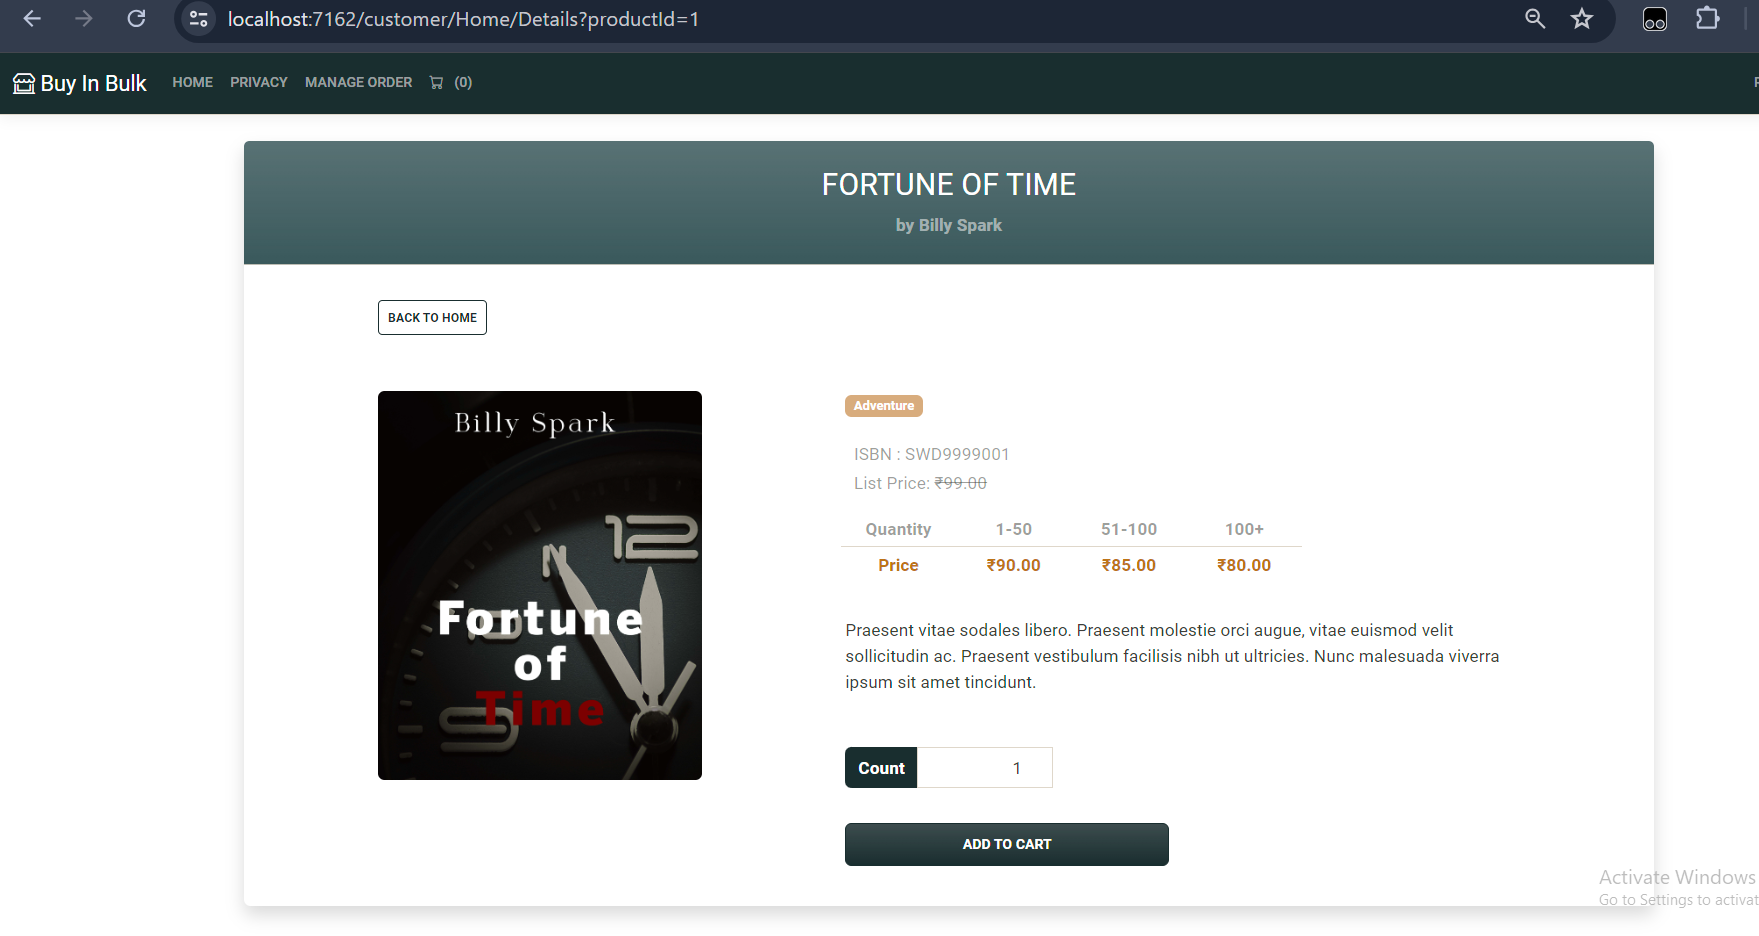 localhost:7162/customer/Home/Details?productId=1
Buy In Bulk HOME PRIVACY MANAGE ORDER (0)
FORTUNE OF TIME
by Billy Spark
BACK TO HOME
Billy Spark
12
Fortune
of
Time
Adventure
ISBN : SWD9999001
List Price: ₹99.00
Quantity 1-50 51-100 100+
Price ₹90.00 ₹85.00 ₹80.00
Praesent vitae sodales libero. Praesent molestie orci augue, vitae euismod velit
sollicitudin ac. Praesent vestibulum facilisis nibh ut ultricies. Nunc malesuada viverra
ipsum sit amet tincidunt.
Count 1
ADD TO CART
Activate Windows
Go to Settings to activat